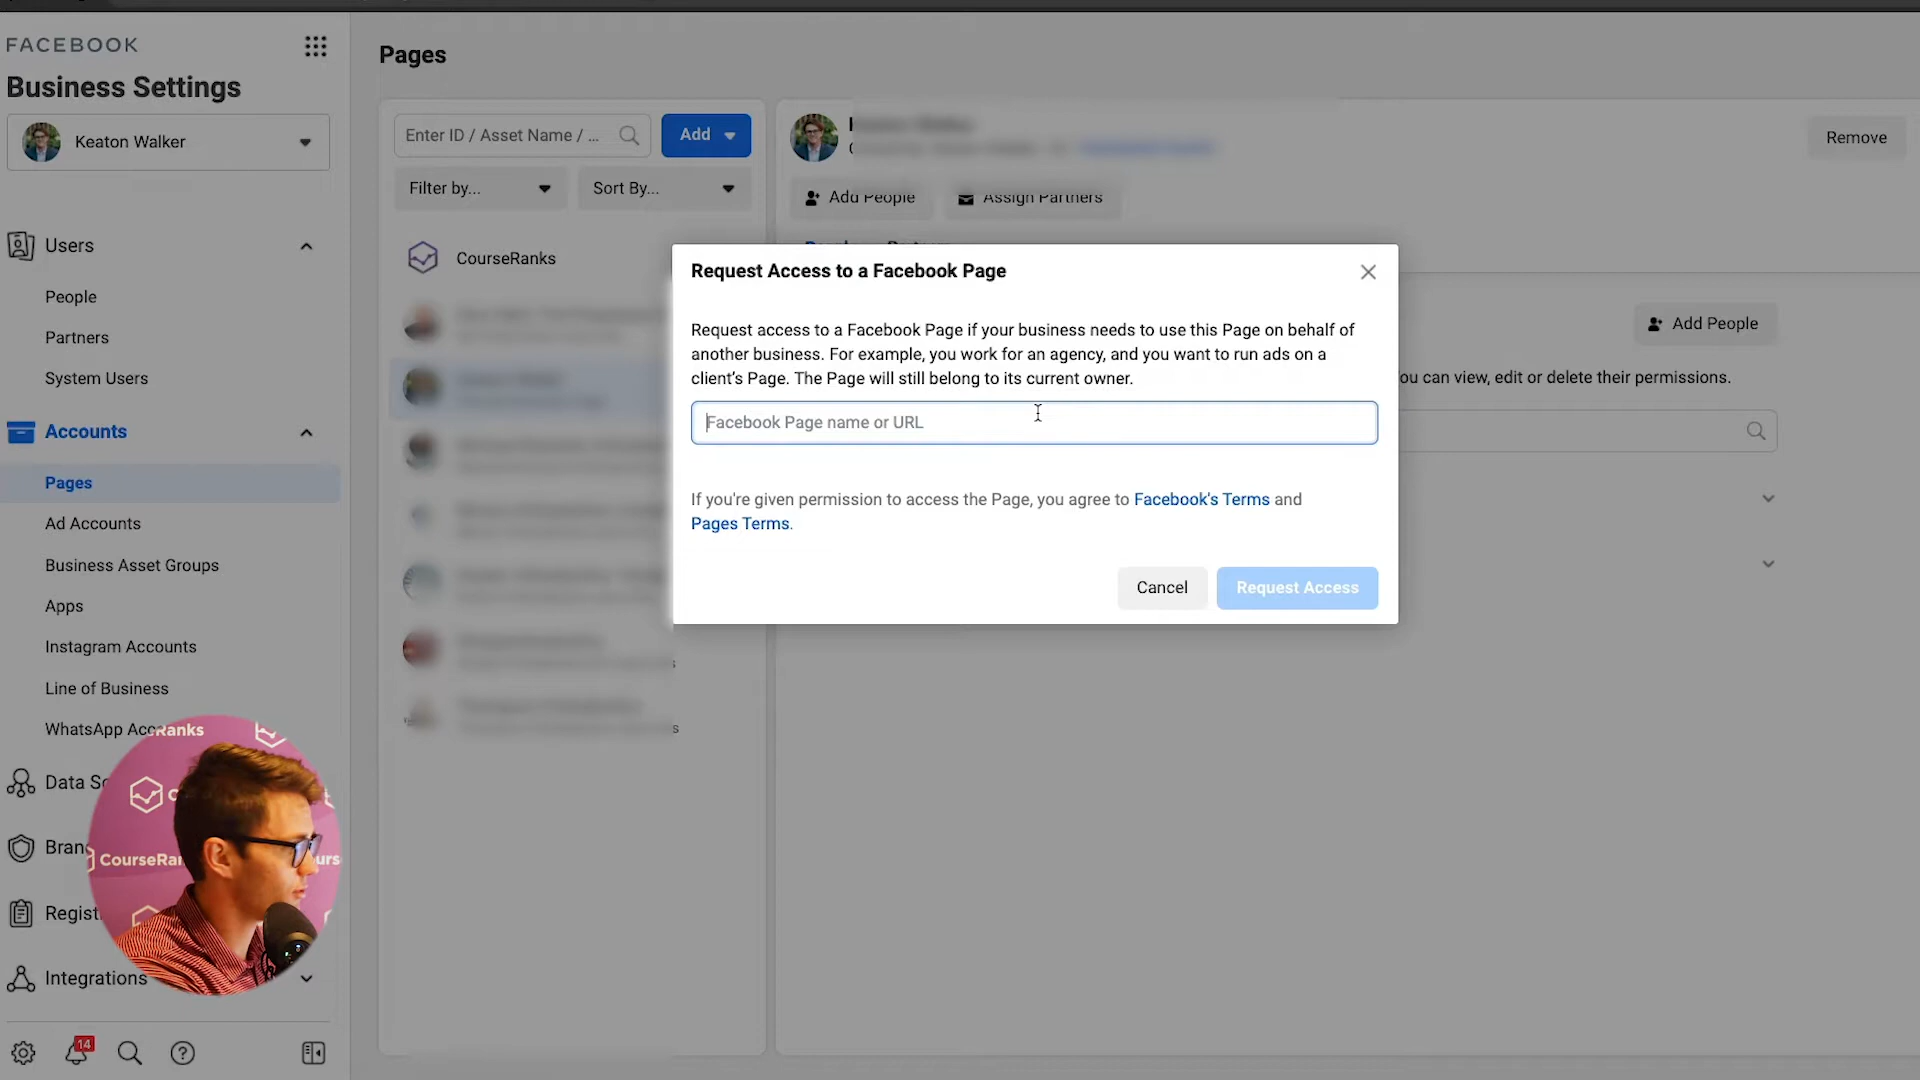 FACEBOOK
Business Settings
Keaton Walker
Users
People
Partners
System Users
Accounts
Pages
Ad Accounts
Business Asset Groups
Apps
Instagram Accounts
Line of Business
WhatsApp
Ranks
CourseRan
Integrations
14
Pages
Enter ID / Asset Name / ...
Add
Filter by...
Sort By...
CourseRanks
Remove
Add People
Assign Partners
Add People
ou can view, edit or delete their permissions.
Request Access to a Facebook Page
Request access to a Facebook Page if your business needs to use this Page on behalf of
another business. For example, you work for an agency, and you want to run ads on a
client's Page. The Page will still belong to its current owner.
Facebook Page name or URL
If you're given permission to access the Page, you agree to Facebook's Terms and
Pages Terms.
Cancel
Request Access